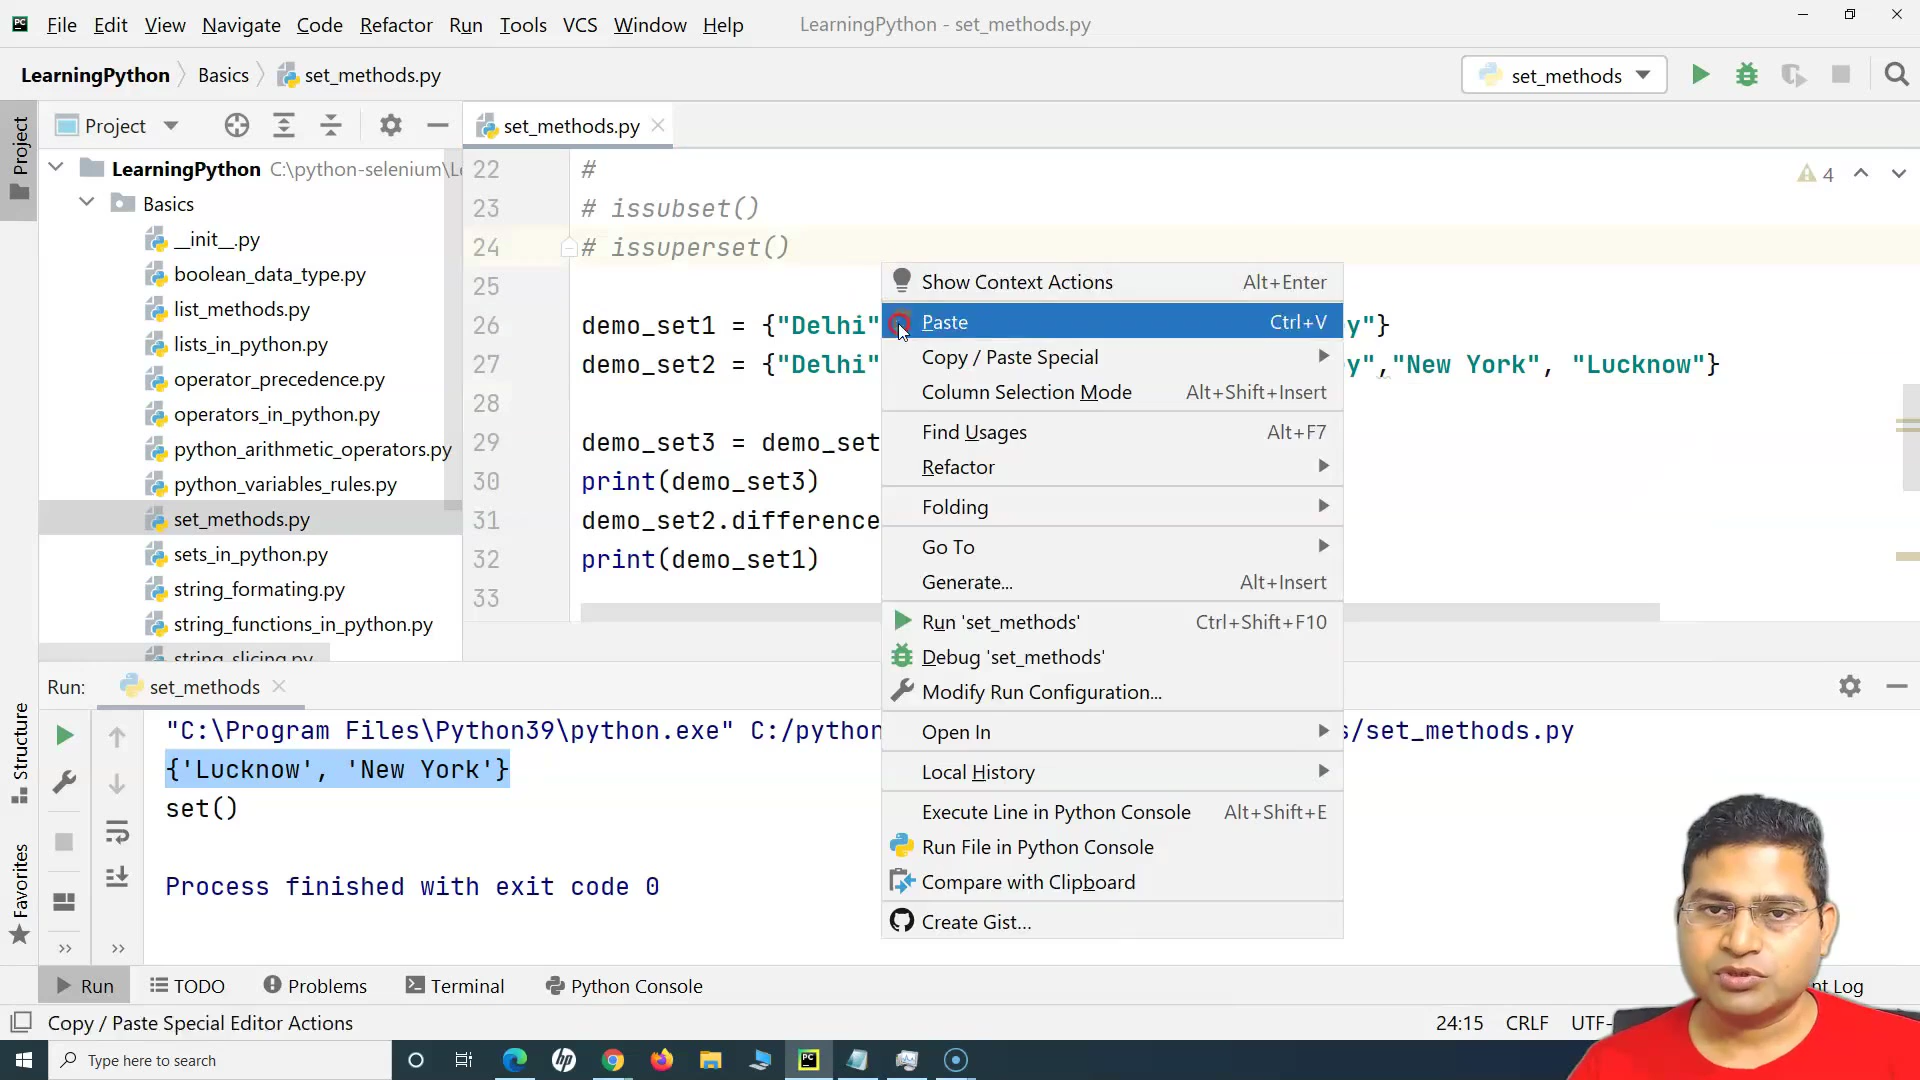 File Edit View Navigate Code Refactor Run Tools VCS Window Help LearningPython - set_methods.py
LearningPython Basics set_methods.py set_methods
Project
Project
set_methods.py
LearningPython C:\python-selenium\L
Basics
__init__.py
boolean_data_type.py
list_methods.py
lists_in_python.py
operator_precedence.py
operators_in_python.py
python_arithmetic_operators.py
python_variables_rules.py
set_methods.py
sets_in_python.py
string_formating.py
string_functions_in_python.py
string_slicing.py
4
22 #
23 # issubset()
24 # issuperset()
25
26 demo_set1 = {"Delhi" y"}
27 demo_set2 = {"Delhi" y","New York", "Lucknow"}
28
29 demo_set3 = demo_set
30 print(demo_set3)
31 demo_set2.difference
32 print(demo_set1)
33
Show Context Actions Alt+Enter
Paste Ctrl+V
Copy / Paste Special
Column Selection Mode Alt+Shift+Insert
Find Usages Alt+F7
Refactor
Folding
Go To
Generate... Alt+Insert
Run 'set_methods' Ctrl+Shift+F10
Debug 'set_methods'
Modify Run Configuration...
Open In
Local History
Execute Line in Python Console Alt+Shift+E
Run File in Python Console
Compare with Clipboard
Create Gist...
Run: set_methods
Structure
Favorites
"C:\Program Files\Python39\python.exe" C:/python s/set_methods.py
{'Lucknow', 'New York'}
set()
Process finished with exit code 0
Run TODO Problems Terminal Python Console nt Log
Copy / Paste Special Editor Actions 24:15 CRLF UTF-
Type here to search
hp
PC